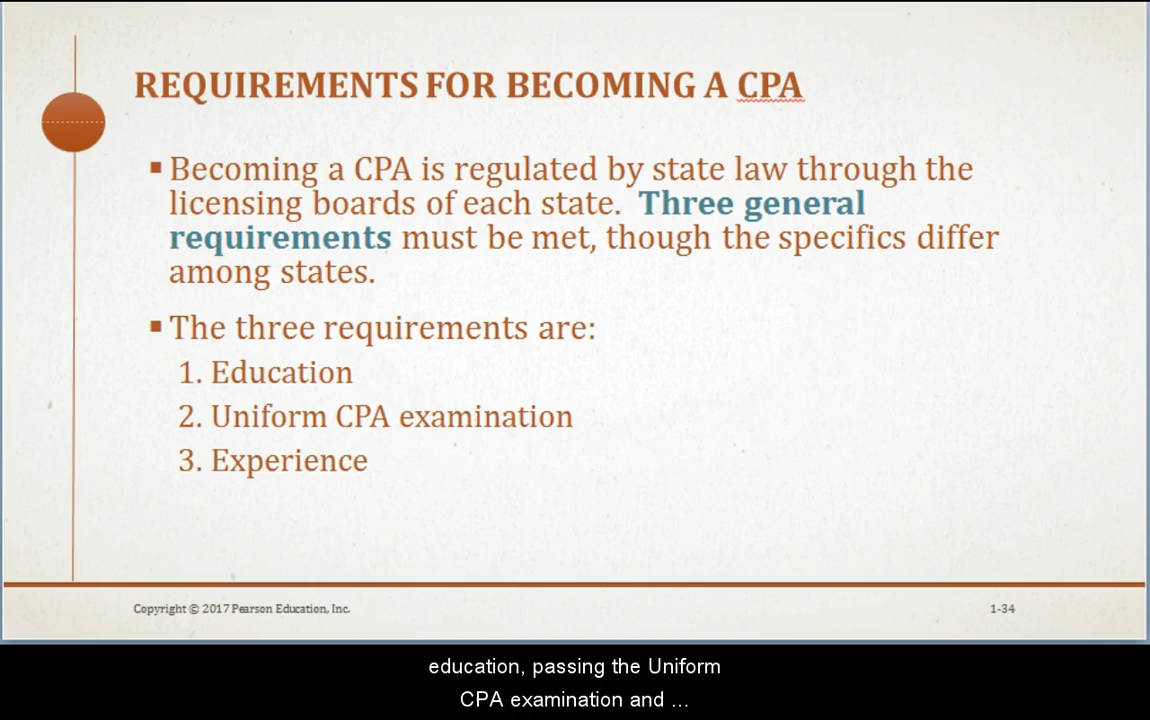 REQUIREMENTS FOR BECOMING A CPA
▪ Becoming a CPA is regulated by state law through the
licensing boards of each state. Three general
requirements must be met, though the specifics differ
among states.
▪ The three requirements are:
1. Education
2. Uniform CPA examination
3. Experience
Copyright © 2017 Pearson Education, Inc.
1-34
education, passing the Uniform
CPA examination and ...